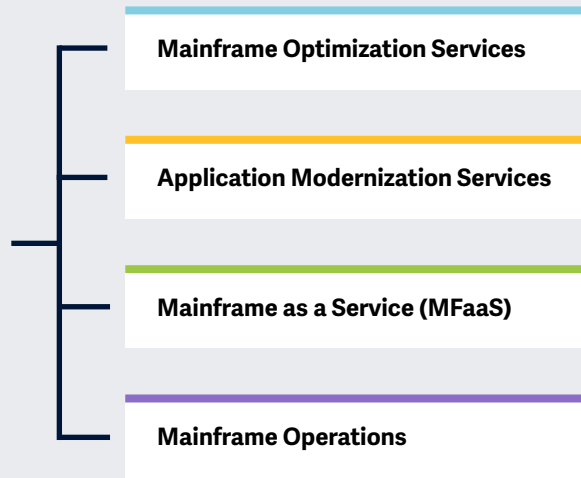 Mainframe Optimization Services
Application Modernization Services
Mainframe as a Service (MFaaS)
Mainframe Operations